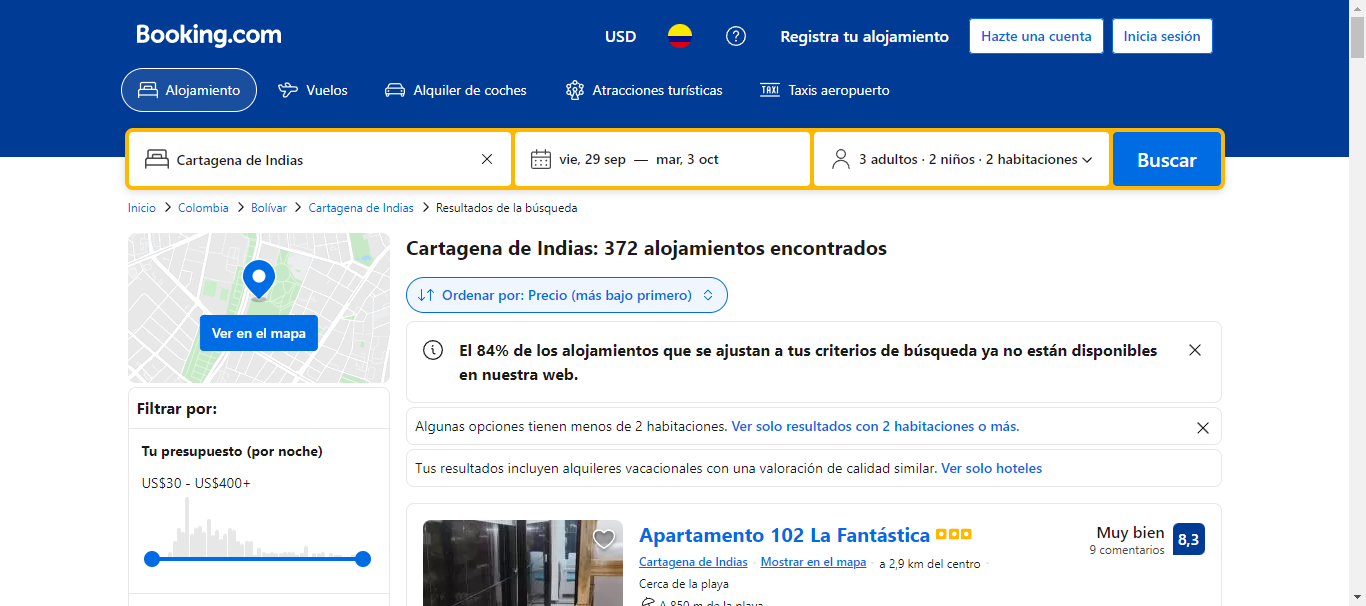 Booking.com
USD
Registra tu alojamiento
Hazte una cuenta
Inicia sesión
Alojamiento
Vuelos
Alquiler de coches
Atracciones turísticas
TAXI
Taxis aeropuerto
Cartagena de Indias
vie, 29 sep — mar, 3 oct
3 adultos · 2 niños · 2 habitaciones
Buscar
Inicio
Colombia
Bolívar
Cartagena de Indias
Resultados de la búsqueda
Ver en el mapa
Filtrar por:
Tu presupuesto (por noche)
US$30 - US$400+
Cartagena de Indias: 372 alojamientos encontrados
Ordenar por: Precio (más bajo primero)
El 84% de los alojamientos que se ajustan a tus criterios de búsqueda ya no están disponibles
en nuestra web.
Algunas opciones tienen menos de 2 habitaciones. Ver solo resultados con 2 habitaciones o más.
Tus resultados incluyen alquileres vacacionales con una valoración de calidad similar. Ver solo hoteles
Apartamento 102 La Fantástica
Muy bien
9 comentarios
8,3
Cartagena de Indias · Mostrar en el mapa · a 2,9 km del centro ·
Cerca de la playa
A 850 m de la playa